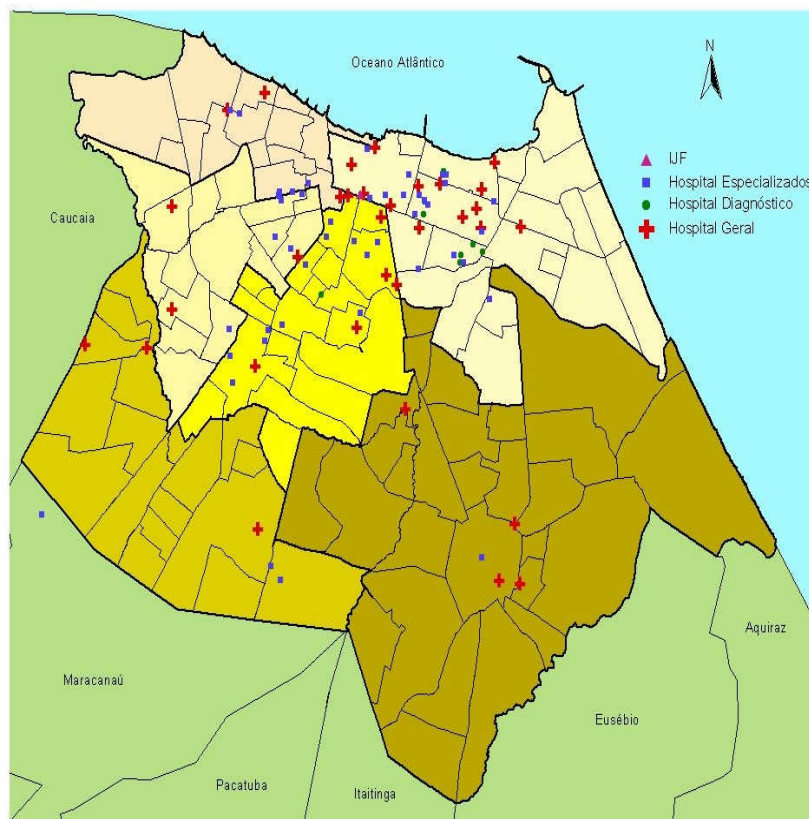 Oceano Atlântico
N
IJF
Hospital Especializados
Hospital Diagnóstico
Hospital Geral
Caucaia
Aquiraz
Maracanaú
Eusébio
Pacatuba
Itaitinga